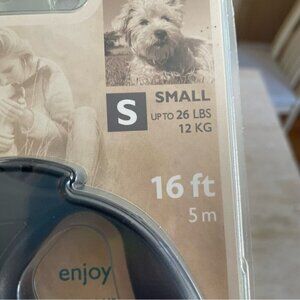 S
SMALL
UP TO 26 LBS
12 KG
16 ft
5 m
enjoy